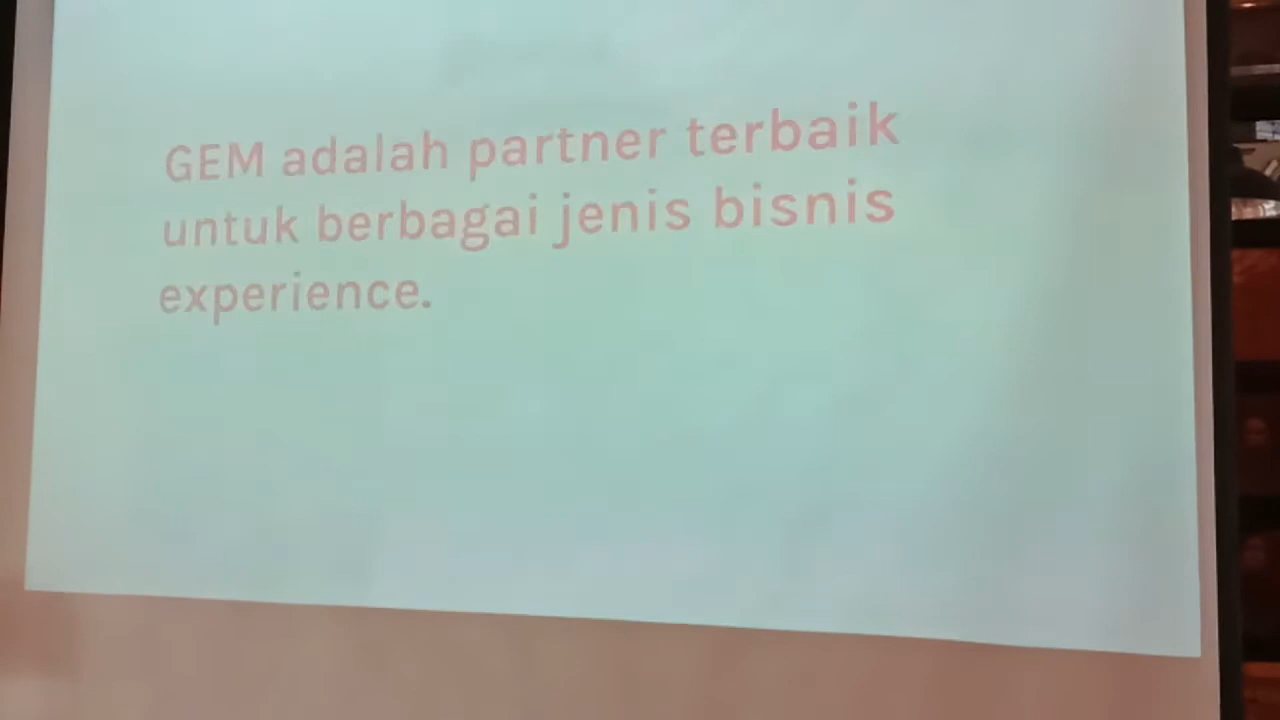 GEM adalah partner terbaik
untuk berbagai jenis bisnis
experience.